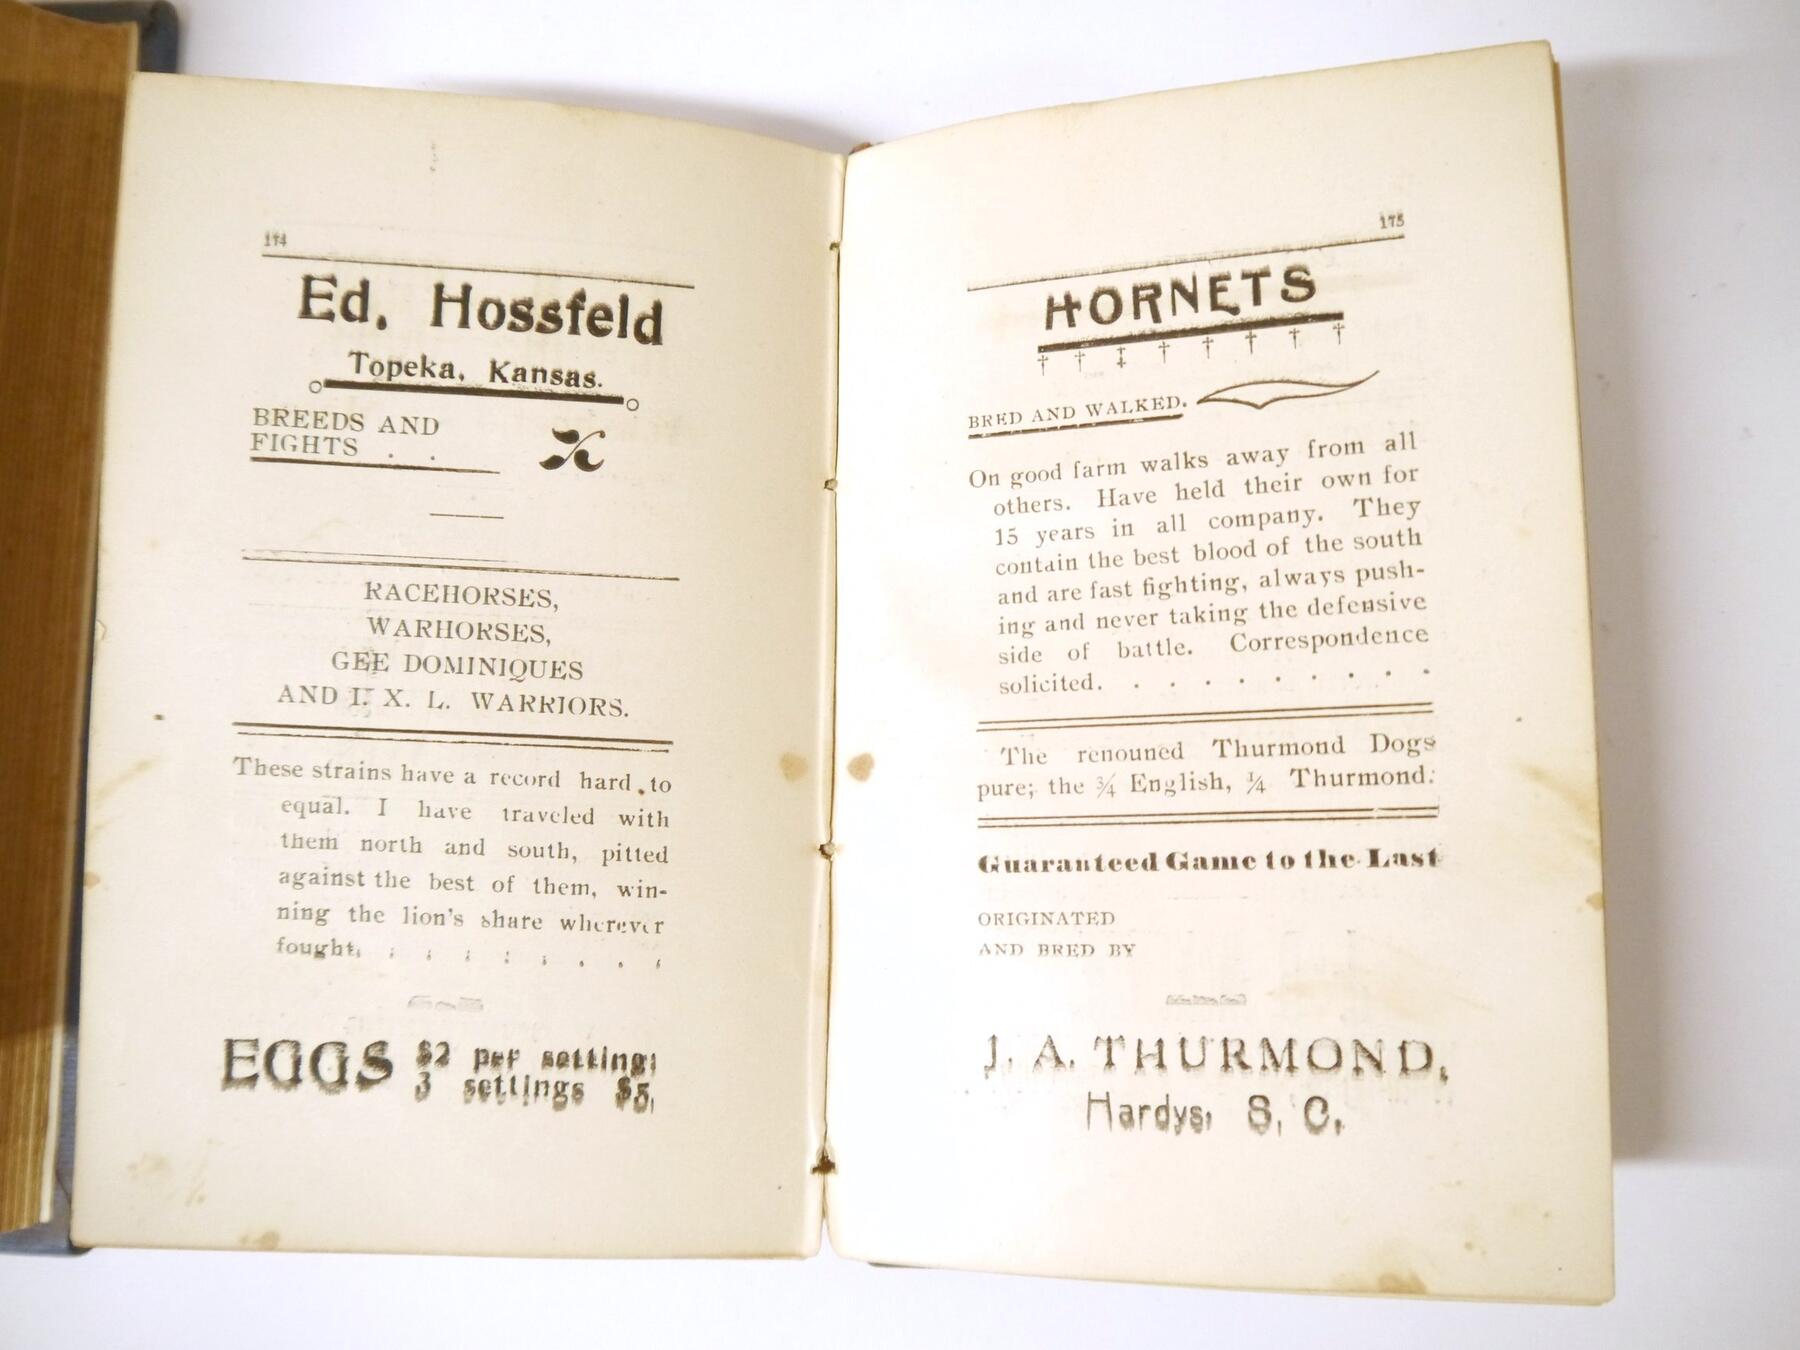 174
Ed. Hossfeld
Topeka, Kansas.
BREEDS AND
FIGHTS . .
RACEHORSES,
WARHORSES,
GEE DOMINIQUES
AND I. X. L. WARRIORS.
These strains have a record hard to
equal. I have traveled with
them north and south, pitted
against the best of them, win-
ning the lion's share wherever
fought. . . . . . . . .
EGGS $2 per setting;
3 settings $5.
175
HORNETS
† † ‡ † † † † †
BRED AND WALKED.
On good farm walks away from all
others. Have held their own for
15 years in all company. They
contain the best blood of the south
and are fast fighting, always push-
ing and never taking the defensive
side of battle. Correspondence
solicited. . . . . . . . . .
The renouned Thurmond Dogs
pure; the ¾ English, ¼ Thurmond.
Guaranteed Game to the Last
ORIGINATED
AND BRED BY
J. A. THURMOND,
Hardys, S. C.